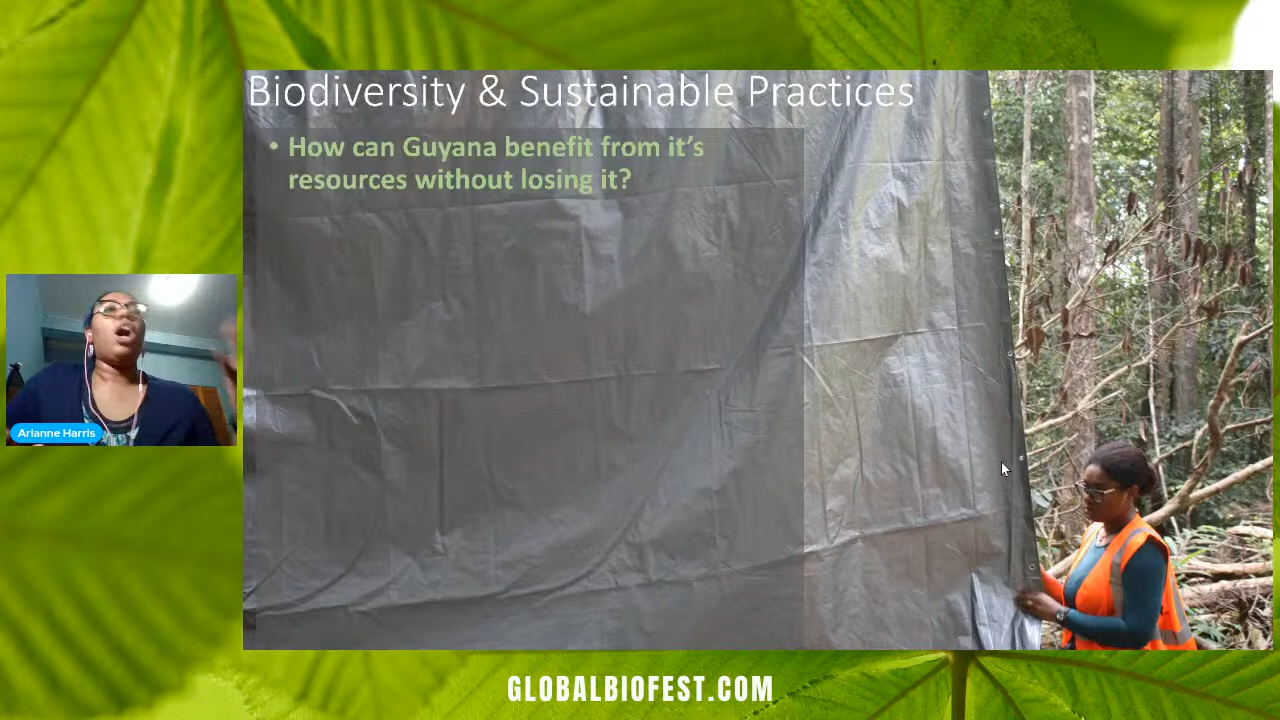 Biodiversity & Sustainable Practices
• How can Guyana benefit from it's
resources without losing it?
Arianne Harris
GLOBALBIOFEST.COM